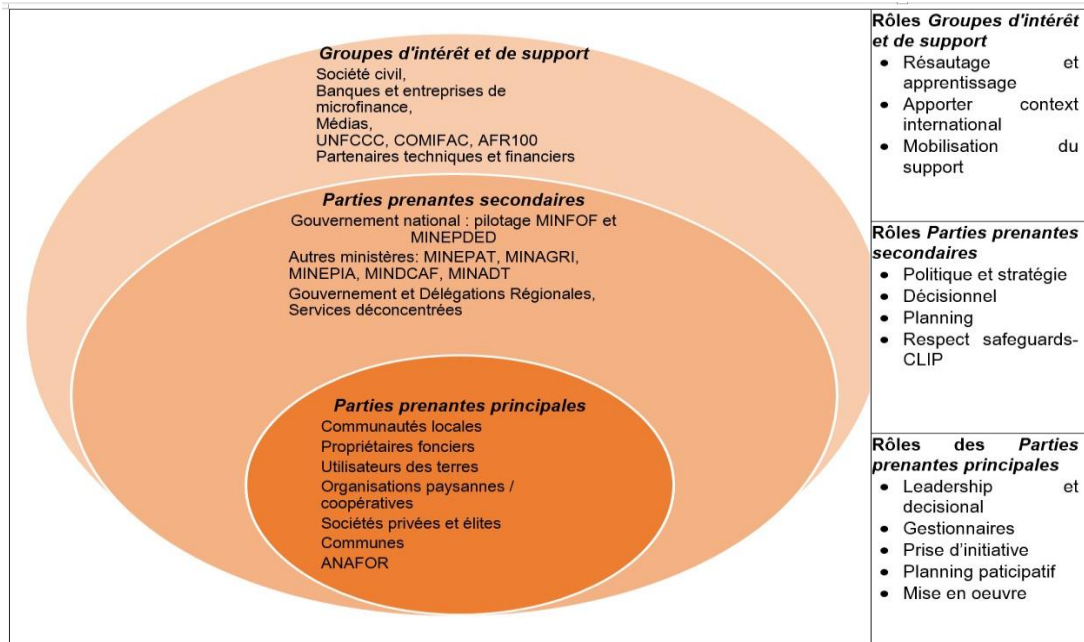 Groupes d'intérêt et de support
Société civil,
Banques et entreprises de
microfinance,
Médias,
UNFCCC, COMIFAC, AFR100
Partenaires techniques et financiers
Parties prenantes secondaires
Gouvernement national : pilotage MINFOF et
MINEPDED
Autres ministères: MINEPAT, MINAGRI,
MINEPIA, MINDCAF, MINADT
Gouvernement et Délégations Régionales,
Services déconcentrées
Parties prenantes principales
Communautés locales
Propriétaires fonciers
Utilisateurs des terres
Organisations paysannes /
coopératives
Sociétés privées et élites
Communes
ANAFOR
Rôles Groupes d'intérêt
et de support
• Résautage et
apprentissage
• Apporter context
international
• Mobilisation du
support
Rôles Parties prenantes
secondaires
• Politique et stratégie
• Décisionnel
• Planning
• Respect safeguards-
CLIP
Rôles des Parties
prenantes principales
• Leadership et
decisional
• Gestionnaires
• Prise d'initiative
• Planning paticipatif
• Mise en oeuvre